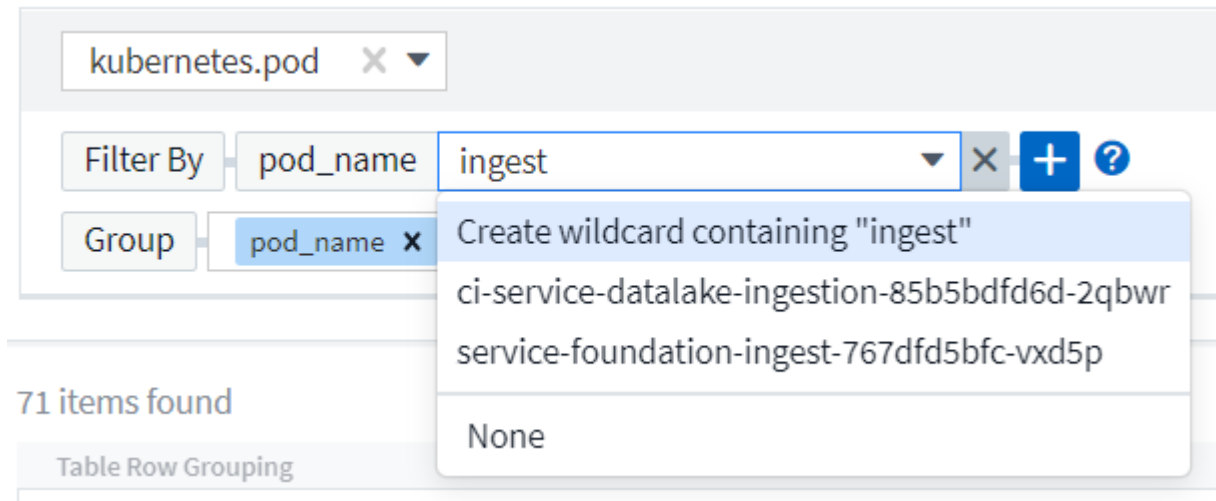 kubernetes.pod
Filter By pod_name ingest
Group pod_name
Create wildcard containing "ingest"
ci-service-datalake-ingestion-85b5bdfd6d-2qbwr
service-foundation-ingest-767dfd5bfc-vxd5p
None
71 items found
Table Row Grouping